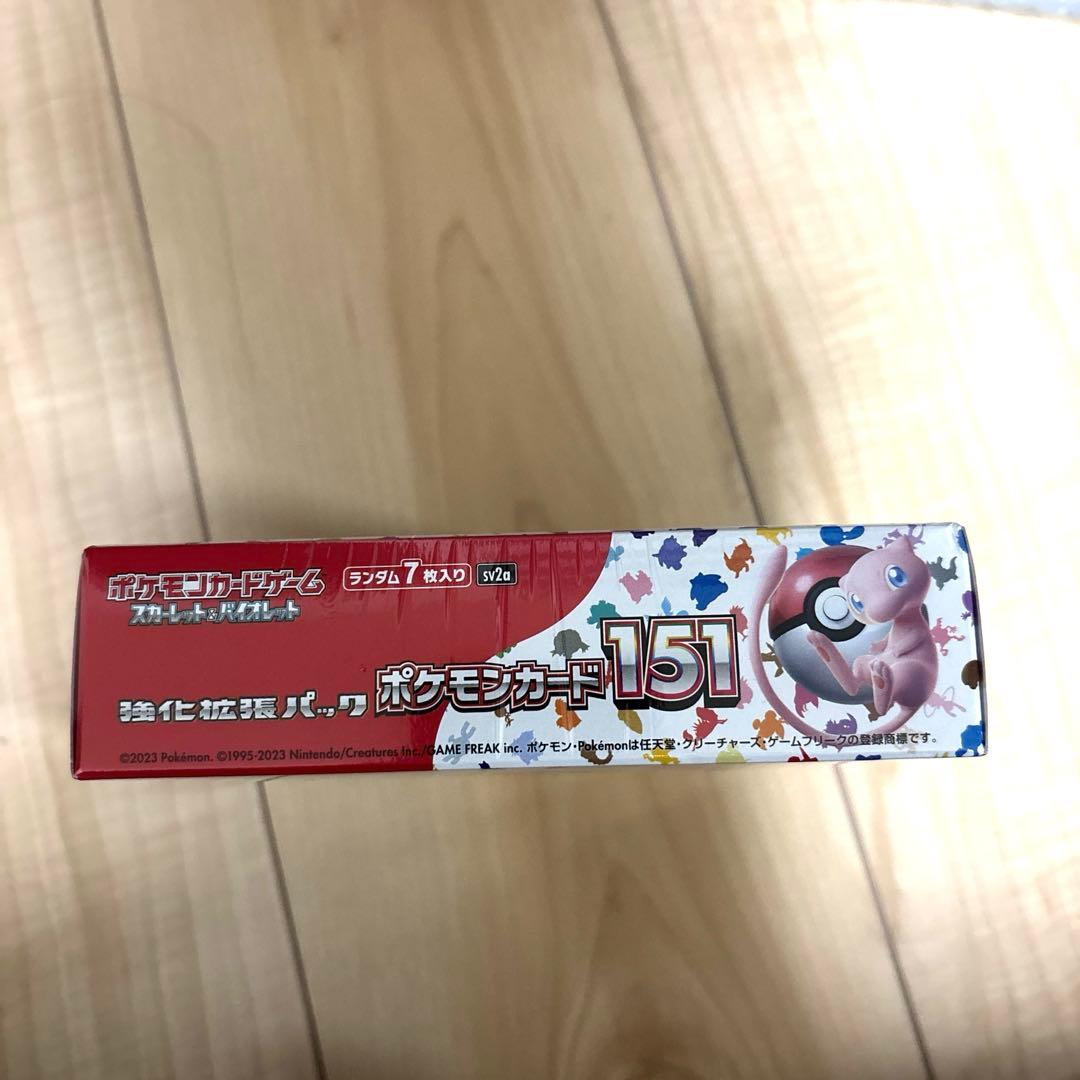 ポケモンカードゲーム
スカーレット&バイオレット
ランダム7枚入り
sv2a
強化拡張パック
ポケモンカード151
©2023 Pokémon. ©1995-2023 Nintendo/Creatures Inc./GAME FREAK inc. ポケモン・Pokémonは任天堂・クリーチャーズ・ゲームフリークの登録商標です。